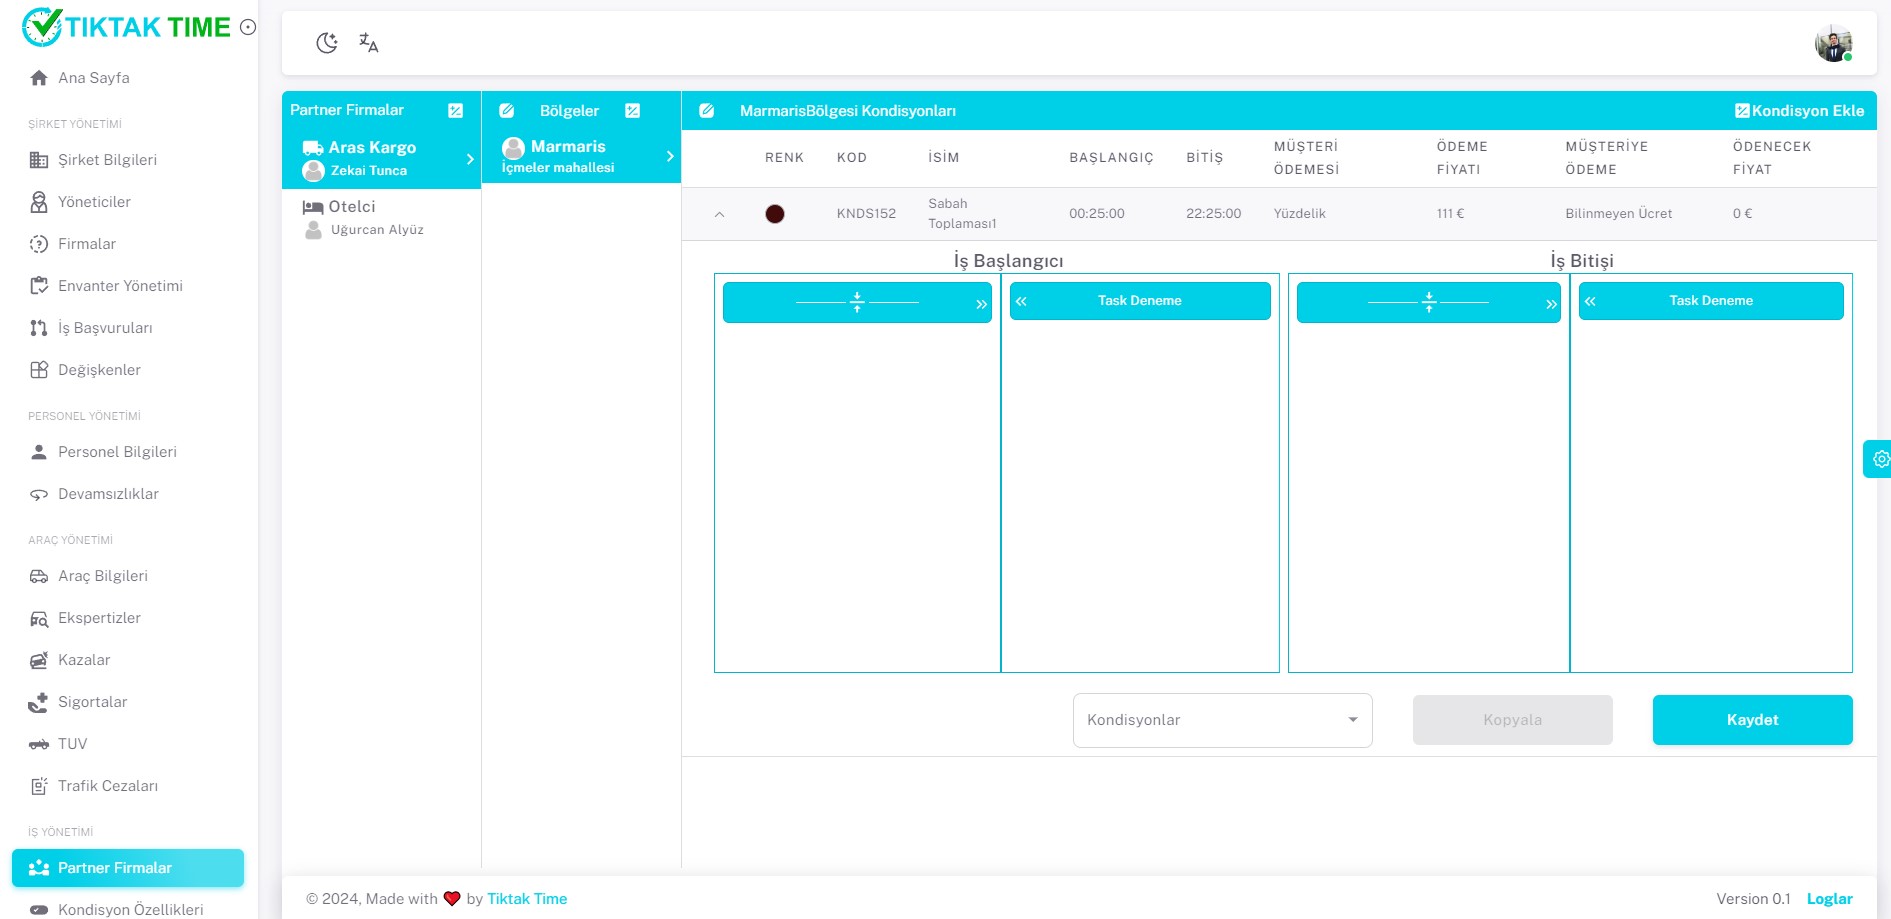 TIKTAK TIME
Ana Sayfa
ŞİRKET YÖNETİMİ
Şirket Bilgileri
Yöneticiler
Firmalar
Envanter Yönetimi
İş Başvuruları
Değişkenler
PERSONEL YÖNETİMİ
Personel Bilgileri
Devamsızlıklar
ARAÇ YÖNETİMİ
Araç Bilgileri
Ekspertizler
Kazalar
Sigortalar
TUV
Trafik Cezaları
İŞ YÖNETİMİ
Partner Firmalar
Kondisyon Özellikleri
Partner Firmalar
Aras Kargo
Zekai Tunca
Otelci
Uğurcan Alyüz
Bölgeler
Marmaris
İçmeler mahallesi
MarmarisBölgesi Kondisyonları
Kondisyon Ekle
RENK KOD İSİM BAŞLANGIÇ BİTİŞ MÜŞTERİ ÖDEMESİ ÖDEME FİYATI MÜŞTERİYE ÖDEME ÖDENECEK FİYAT
KNDS152 Sabah Toplaması1 00:25:00 22:25:00 Yüzdelik 111 € Bilinmeyen Ücret 0 €
İş Başlangıcı
Task Deneme
İş Bitişi
Task Deneme
Kondisyonlar
Kopyala
Kaydet
© 2024, Made with ❤ by Tiktak Time
Version 0.1 Loglar